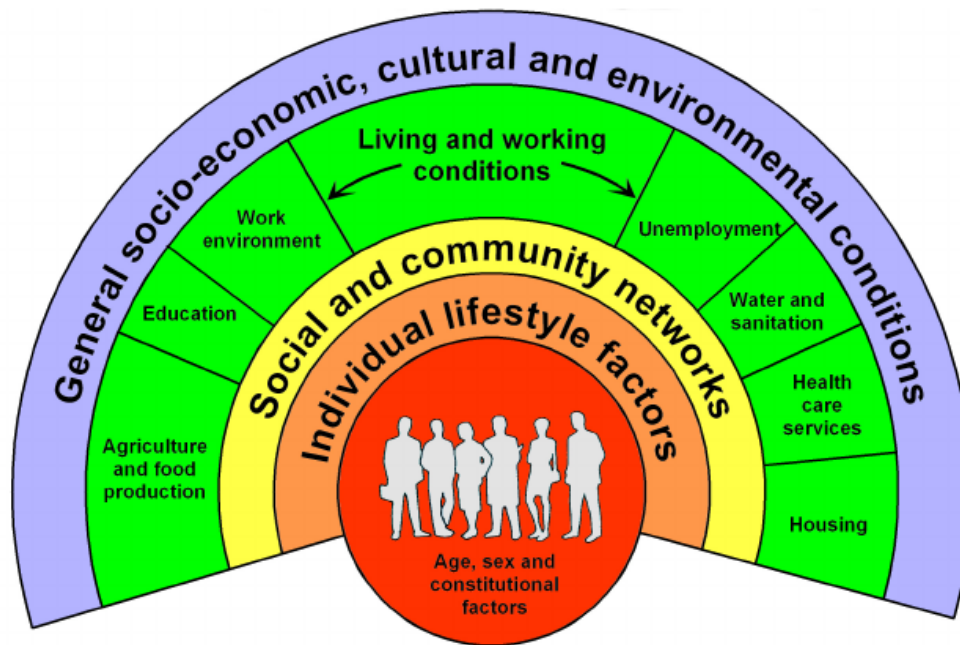 General socio-economic, cultural and environmental conditions
Living and working
conditions
Work
environment
Unemployment
Education
Water and
sanitation
Agriculture
and food
production
Health
care
services
Housing
Social and community networks
Individual lifestyle factors
Age, sex and
constitutional
factors